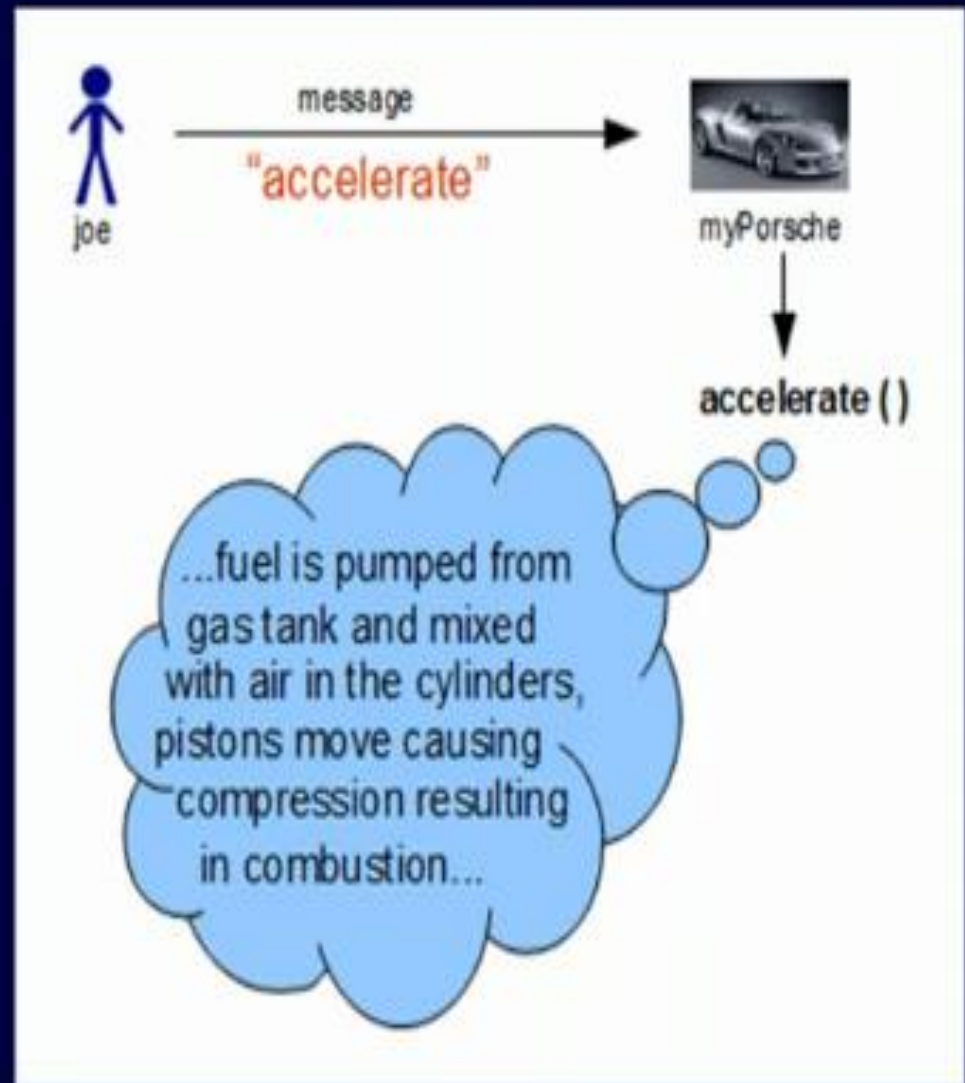 message
"accelerate"
joe
myPorsche
accelerate ( )
...fuel is pumped from
gas tank and mixed
with air in the cylinders,
pistons move causing
compression resulting
in combustion...